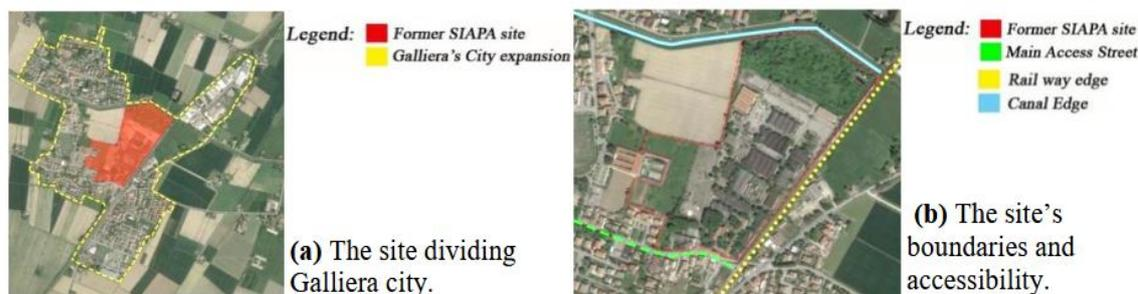 Legend:
Former SIAPA site
Galliera's City expansion
(a) The site dividing
Galliera city.
Legend:
Former SIAPA site
Main Access Street
Rail way edge
Canal Edge
(b) The site's
boundaries and
accessibility.